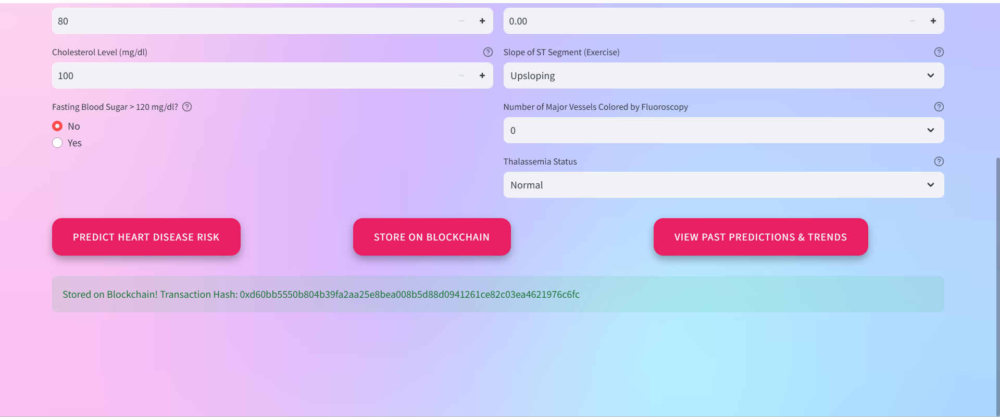 80
0.00
Cholesterol Level (mg/dl)
Slope of ST Segment (Exercise)
100
Upsloping
Fasting Blood Sugar > 120 mg/dl?
Number of Major Vessels Colored by Fluoroscopy
No
0
Yes
Thalassemia Status
Normal
PREDICT HEART DISEASE RISK
STORE ON BLOCKCHAIN
VIEW PAST PREDICTIONS & TRENDS
Stored on Blockchain! Transaction Hash: 0xd60bb5550b804b39fa2aa25e8bea008b5d88d0941261ce82c03ea4621976c6fc